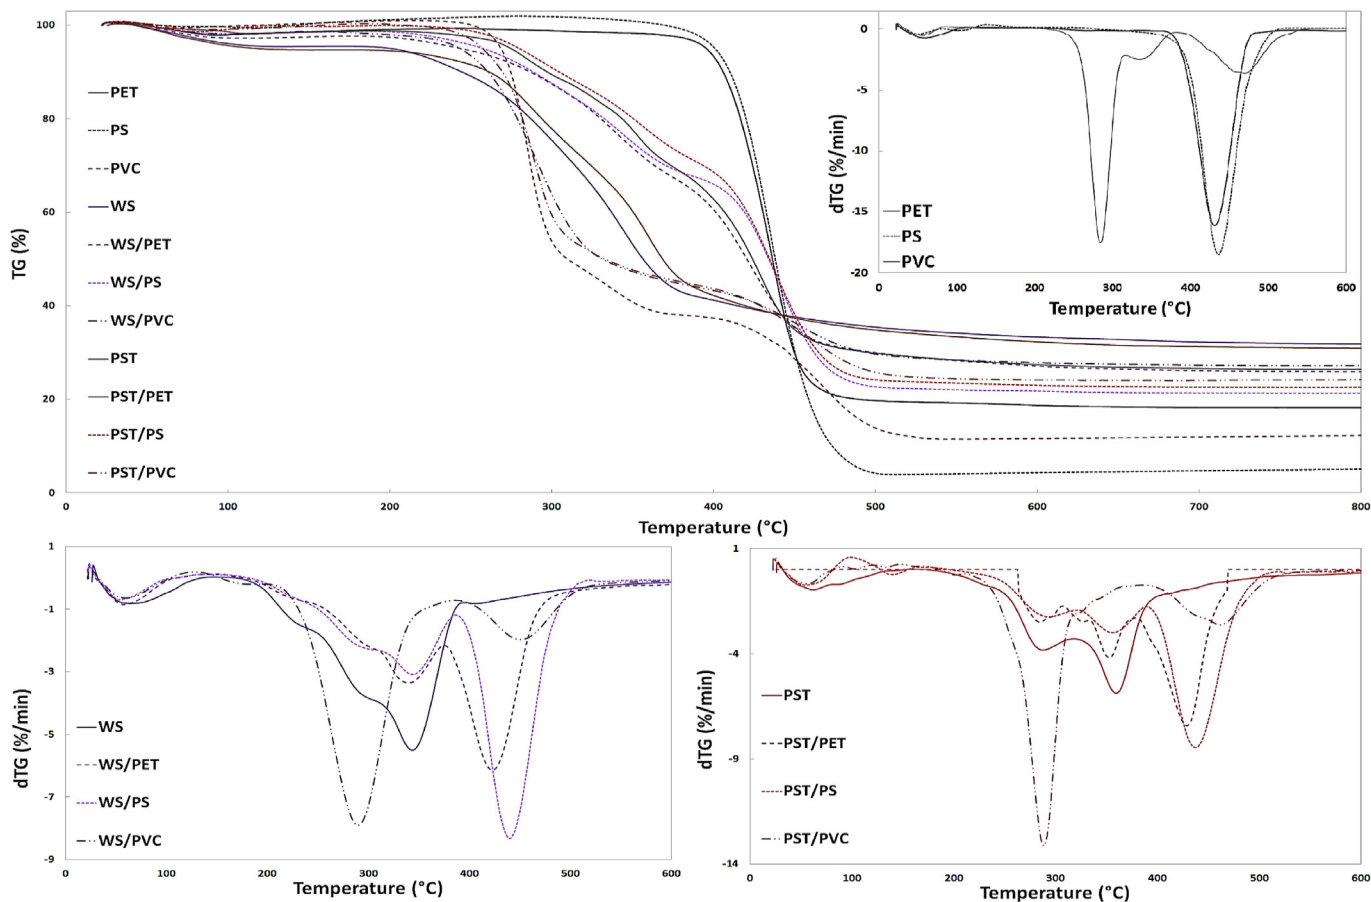 100
80
60
40
20
0
TG (%)
PET
PS
PVC
WS
WS/PET
WS/PS
WS/PVC
PST
PST/PET
PST/PS
PST/PVC
0 100 200 300 400 500 600 700 800
Temperature (°C)
0
-5
-10
-15
-20
dTG (%/min)
PET
PS
PVC
0 100 200 300 400 500 600
Temperature (°C)
1
-1
-3
-5
-7
-9
dTG (%/min)
WS
WS/PET
WS/PS
WS/PVC
0 100 200 300 400 500 600
Temperature (°C)
1
-4
-9
-14
dTG (%/min)
PST
PST/PET
PST/PS
PST/PVC
0 100 200 300 400 500 600
Temperature (°C)